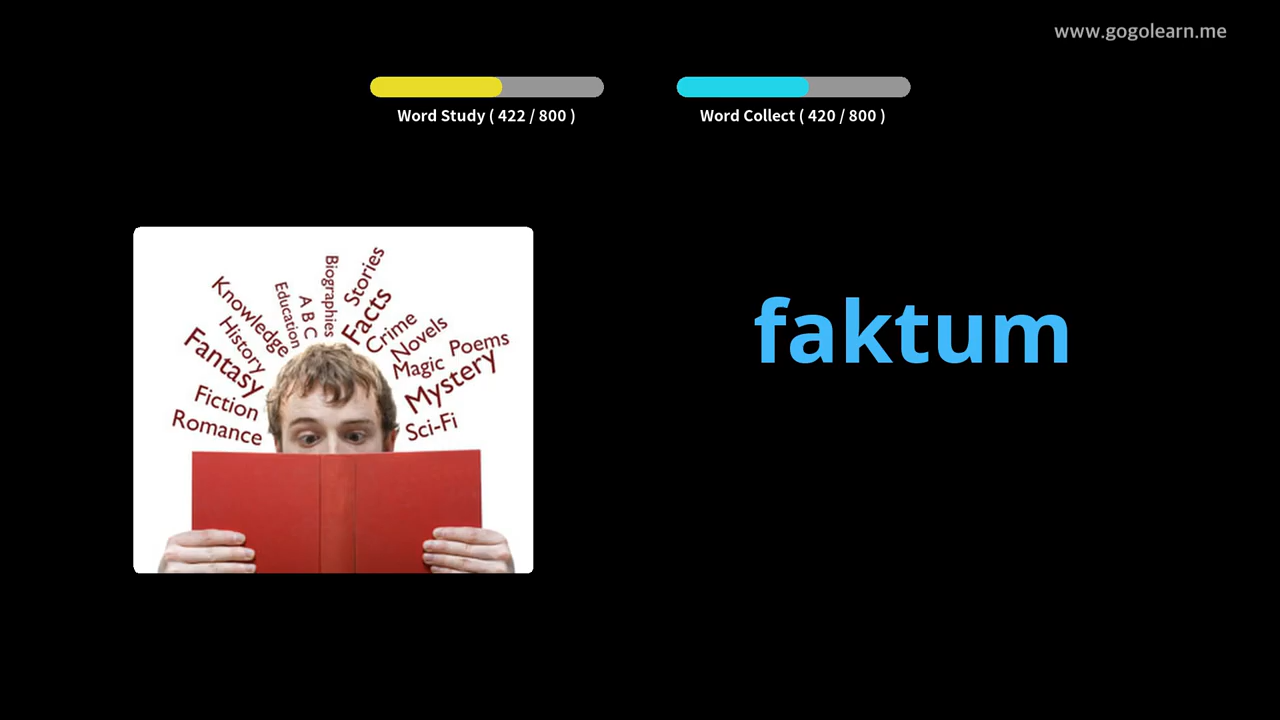 www.gogolearn.me
Word Study ( 422 / 800 )
Word Collect ( 420 / 800 )
Biographies
Stories
Education
A B C
Facts
Knowledge
Crime
History
Novels
Fantasy
Magic
Poems
Mystery
Fiction
Romance
Sci-Fi
faktum